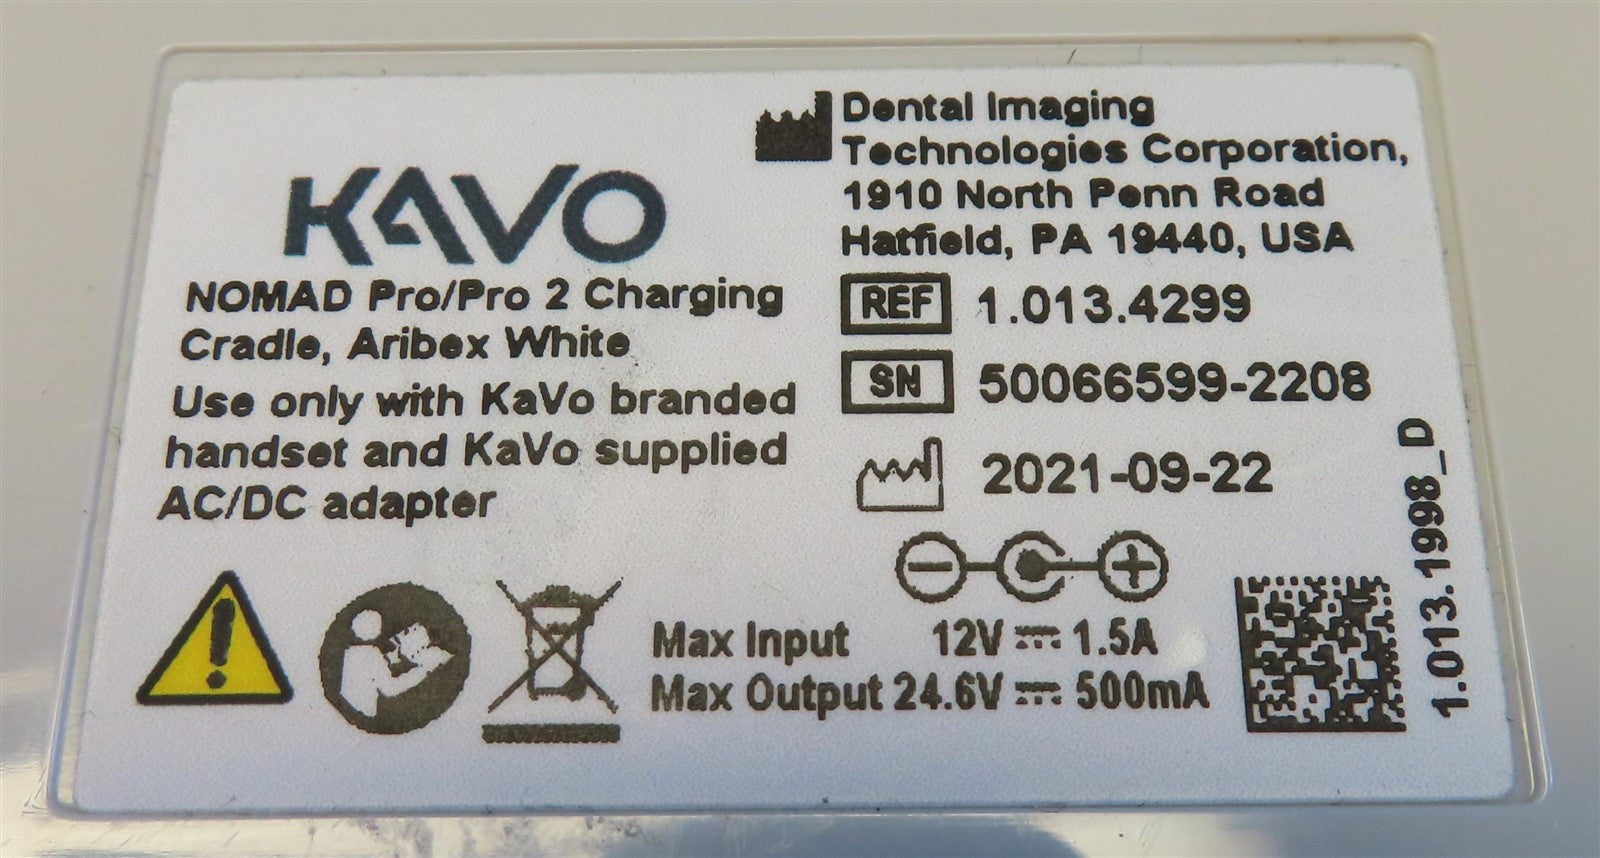 KAVO
NOMAD Pro/Pro 2 Charging
Cradle, Aribex White
Use only with KaVo branded
handset and KaVo supplied
AC/DC adapter
Dental Imaging
Technologies Corporation,
1910 North Penn Road
Hatfield, PA 19440, USA
REF 1.013.4299
SN 50066599-2208
2021-09-22
Max Input 12V ⎓ 1.5A
Max Output 24.6V ⎓ 500mA
1.013.1998_D